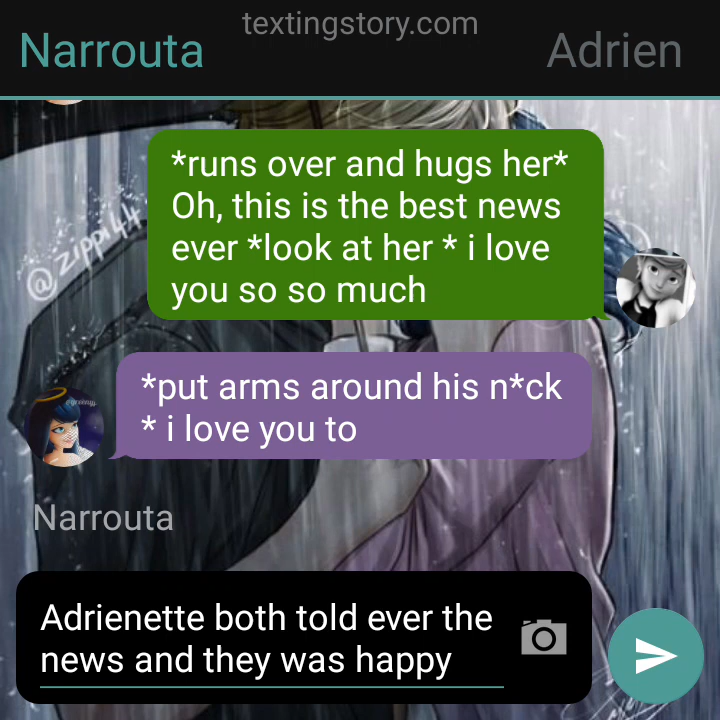 textingstory.com
Narrouta
Adrien
*runs over and hugs her*
Oh, this is the best news
ever *look at her * i love
you so so much
@zippi44
*put arms around his n*ck
* i love you to
Narrouta
Adrienette both told ever the
news and they was happy